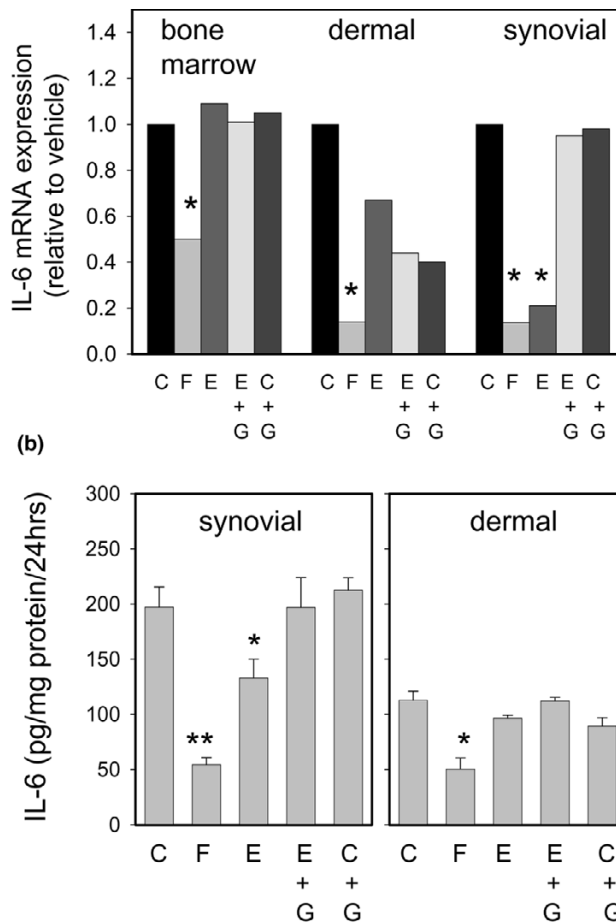 bone
marrow
dermal
synovial
IL-6 mRNA expression
(relative to vehicle)
1.4
1.2
1.0
0.8
0.6
0.4
0.2
0.0
*
*
* *
C F E E C C F E E C C F E E C
+ + + + + +
G G G G G G
(b)
IL-6 (pg/mg protein/24hrs)
300
250
200
150
100
50
0
synovial
dermal
*
**
*
C F E E C C F E E C
+ + + +
G G G G